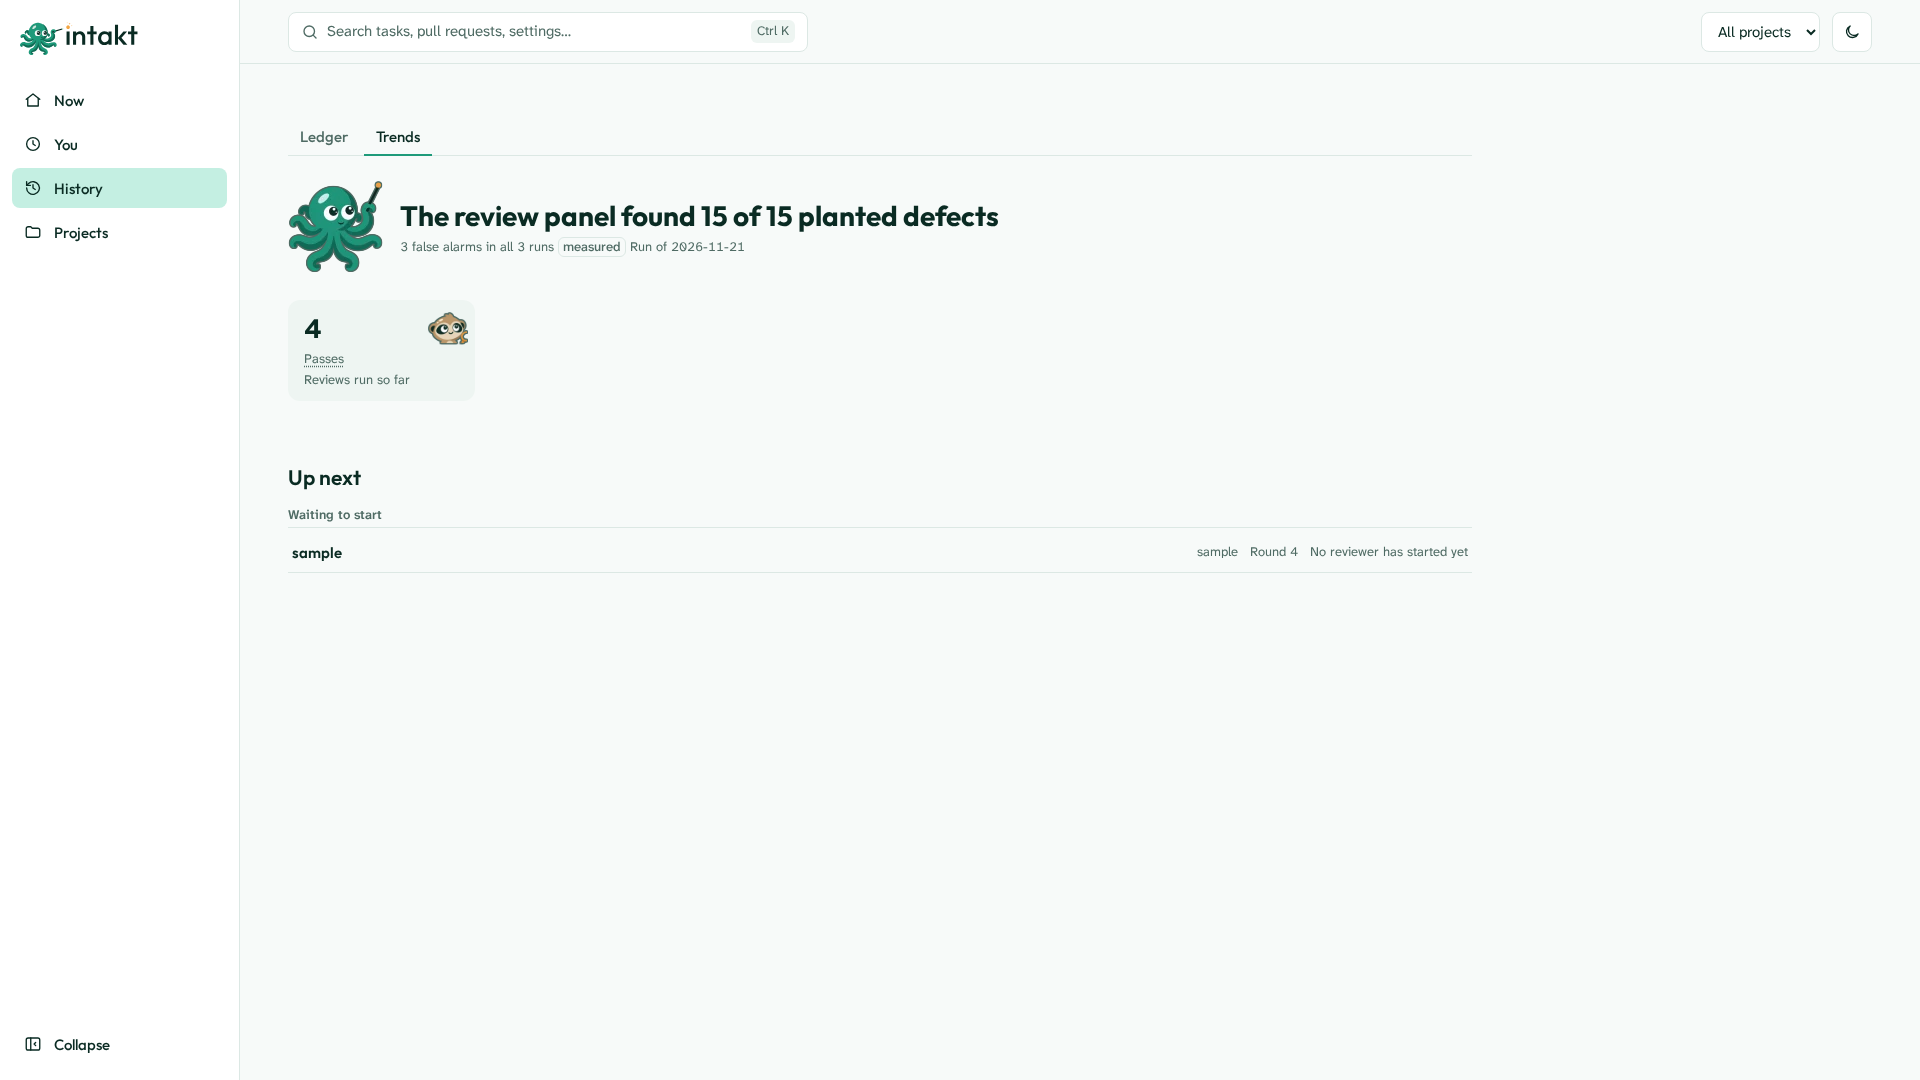 intakt
Search tasks, pull requests, settings...
Ctrl K
All projects
Now
You
History
Projects
Ledger
Trends
The review panel found 15 of 15 planted defects
3 false alarms in all 3 runs measured Run of 2026-11-21
4
Passes
Reviews run so far
Up next
Waiting to start
sample
sample Round 4 No reviewer has started yet
Collapse